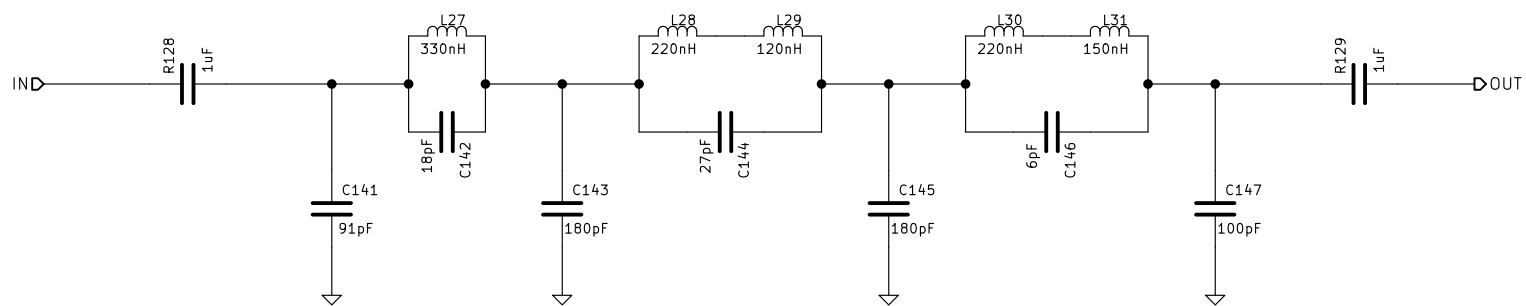 L27
330nH
L28
220nH
L29
120nH
L30
220nH
L31
150nH
IN
R128
1uF
18pF
C142
27pF
C144
6pF
C146
R129
1uF
OUT
C141
91pF
C143
180pF
C145
180pF
C147
100pF